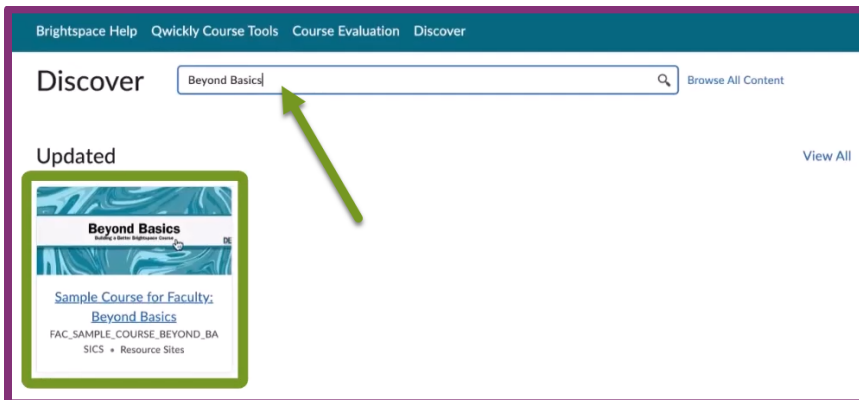 Brightspace Help Qwickly Course Tools Course Evaluation Discover
Discover
Beyond Basics
Browse All Content
Updated
View All
Beyond Basics
Building a Better Brightspace Course
DE
Sample Course for Faculty:
Beyond Basics
FAC_SAMPLE_COURSE_BEYOND_BA
SICS • Resource Sites